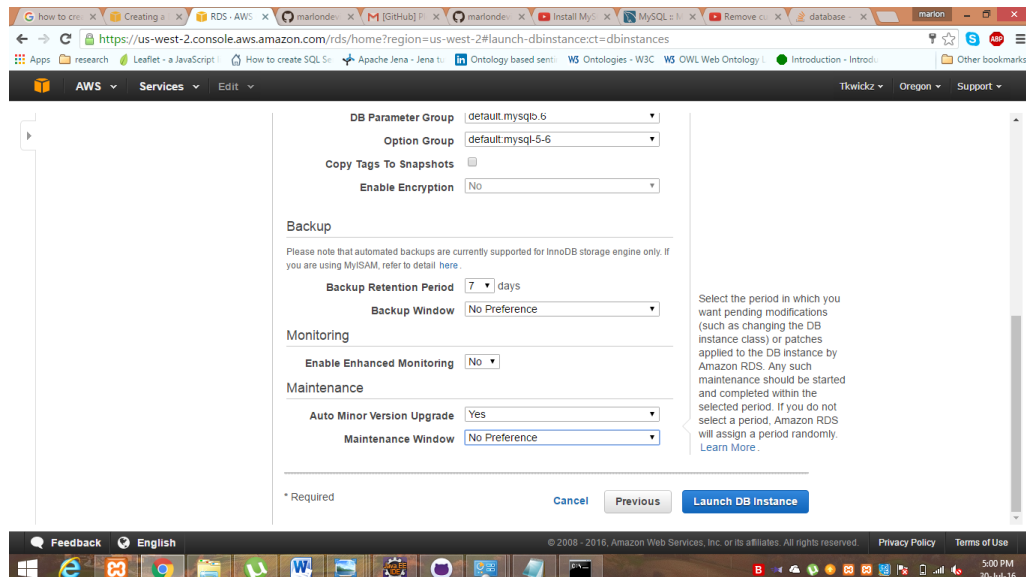 how to cre
Creating a
RDS - AWS
marlondev
[GitHub] Pl
marlondev
Install MyS
MySQL :: M
Remove cu
database -
marlon
https://us-west-2.console.aws.amazon.com/rds/home?region=us-west-2#launch-dbinstance:ct=dbinstances
Apps
research
Leaflet - a JavaScript l
How to create SQL Se
Apache Jena - Jena tu
Ontology based senti
W3 Ontologies - W3C
W3 OWL Web Ontology L
Introduction - Introdu
Other bookmarks
AWS
Services
Edit
Tkwickz
Oregon
Support
DB Parameter Group default.mysql5.6
Option Group default:mysql-5-6
Copy Tags To Snapshots
Enable Encryption No
Backup
Please note that automated backups are currently supported for InnoDB storage engine only. If
you are using MyISAM, refer to detail here.
Backup Retention Period 7 days
Backup Window No Preference
Monitoring
Enable Enhanced Monitoring No
Maintenance
Auto Minor Version Upgrade Yes
Maintenance Window No Preference
Select the period in which you
want pending modifications
(such as changing the DB
instance class) or patches
applied to the DB instance by
Amazon RDS. Any such
maintenance should be started
and completed within the
selected period. If you do not
select a period, Amazon RDS
will assign a period randomly.
Learn More.
* Required
Cancel
Previous
Launch DB Instance
Feedback
English
© 2008 - 2016, Amazon Web Services, Inc. or its affiliates. All rights reserved.
Privacy Policy
Terms of Use
5:00 PM
30-Jul-16